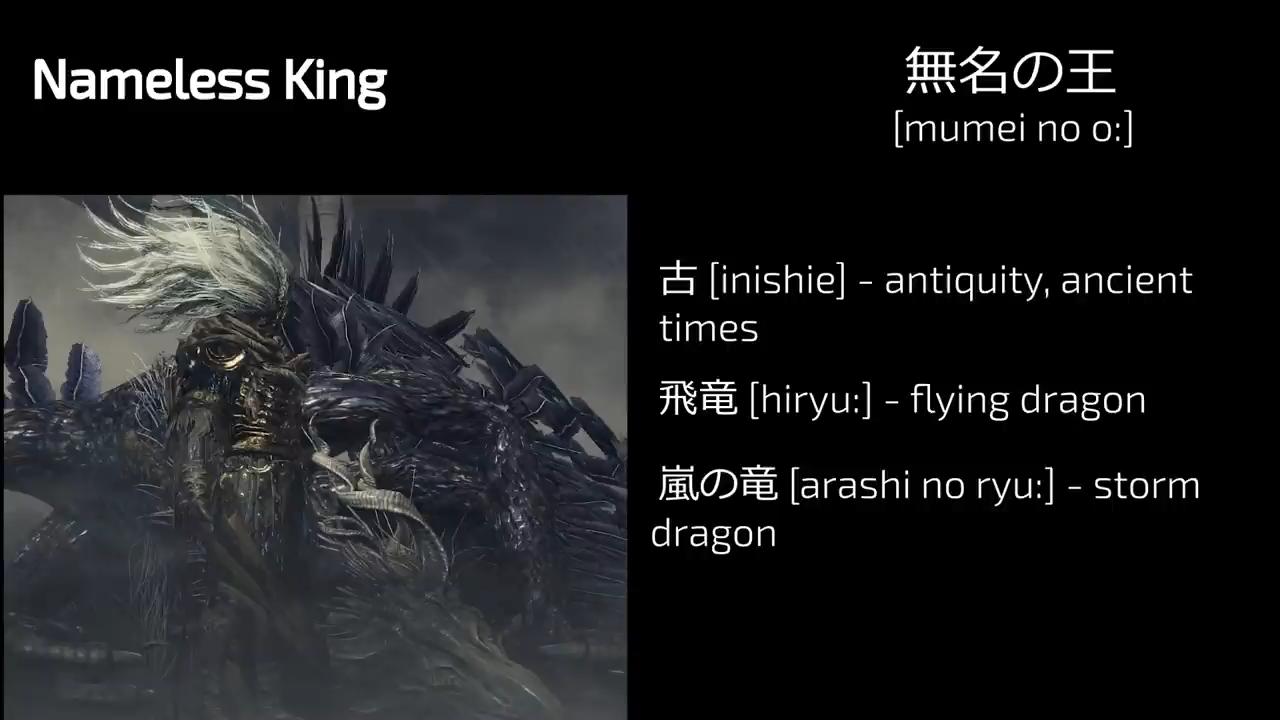 Nameless King
無名の王
[mumei no o:]
古 [inishie] - antiquity, ancient
times
飛竜 [hiryu:] - flying dragon
嵐の竜 [arashi no ryu:] - storm
dragon